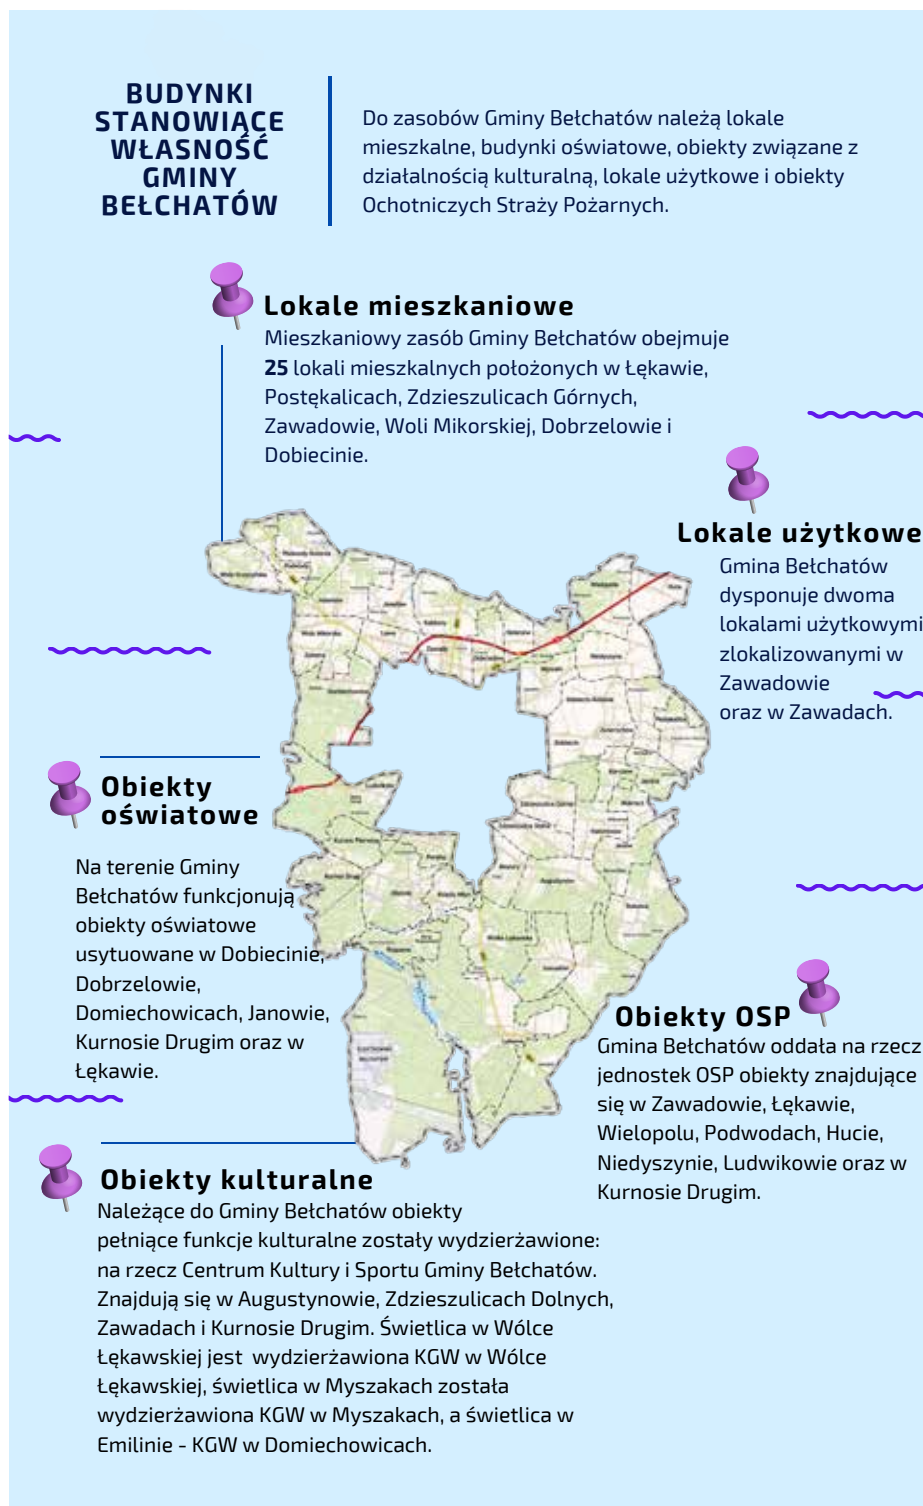 BUDYNKI
STANOWIĄCE
WŁASNOŚĆ
GMINY
BEŁCHATÓW
Do zasobów Gminy Bełchatów należą lokale
mieszkalne, budynki oświatowe, obiekty związane z
działalnością kulturalną, lokale użytkowe i obiekty
Ochotniczych Straży Pożarnych.
Lokale mieszkaniowe
Mieszkaniowy zasób Gminy Bełchatów obejmuje
25 lokali mieszkalnych położonych w Łękawie,
Postękalicach, Zdzieszulicach Górnych,
Zawadowie, Woli Mikorskiej, Dobrzelowie i
Dobiecinie.
Lokale użytkowe
Gmina Bełchatów
dysponuje dwoma
lokalami użytkowymi
zlokalizowanymi w
Zawadowie
oraz w Zawadach.
Obiekty
oświatowe
Na terenie Gminy
Bełchatów funkcjonują
obiekty oświatowe
usytuowane w Dobiecinie,
Dobrzelowie,
Domiechowicach, Janowie,
Kurnosie Drugim oraz w
Łękawie.
Obiekty OSP
Gmina Bełchatów oddała na rzecz
jednostek OSP obiekty znajdujące
się w Zawadowie, Łękawie,
Wielopolu, Podwodach, Hucie,
Niedyszynie, Ludwikowie oraz w
Kurnosie Drugim.
Obiekty kulturalne
Należące do Gminy Bełchatów obiekty
pełniące funkcje kulturalne zostały wydzierżawione:
na rzecz Centrum Kultury i Sportu Gminy Bełchatów.
Znajdują się w Augustynowie, Zdzieszulicach Dolnych,
Zawadach i Kurnosie Drugim. Świetlica w Wólce
Łękawskiej jest wydzierżawiona KGW w Wólce
Łękawskiej, świetlica w Myszakach została
wydzierżawiona KGW w Myszakach, a świetlica w
Emilinie - KGW w Domiechowicach.